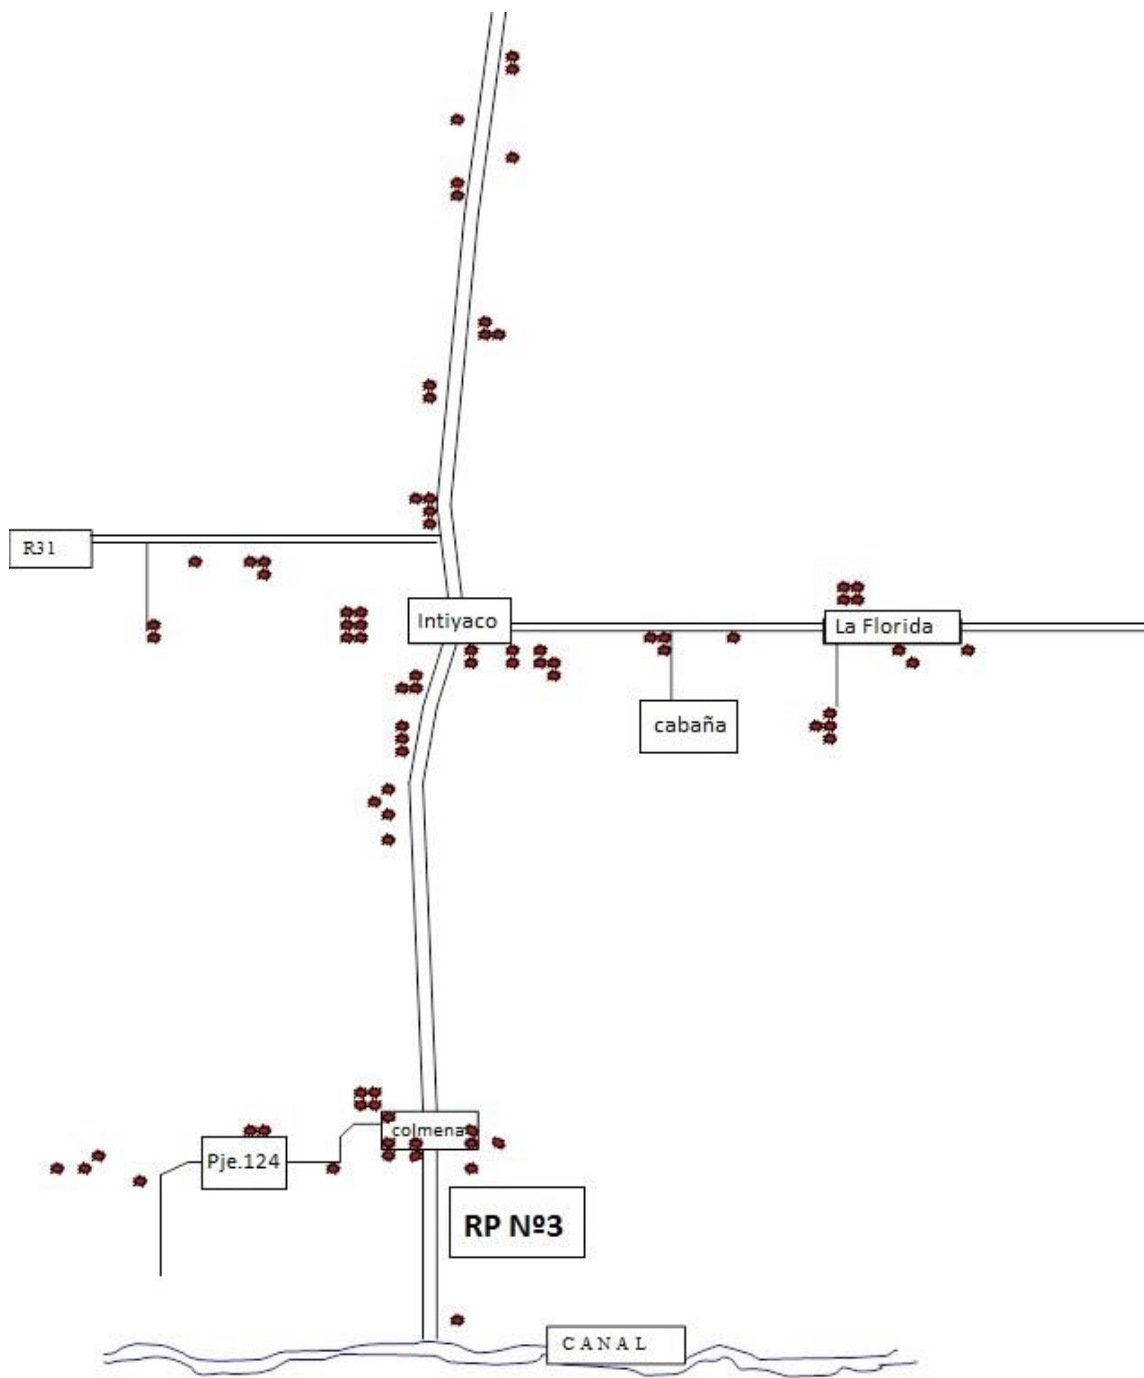 R31
Intiyaco
La Florida
cabaña
colmena
Pje.124
RP Nº3
CANAL